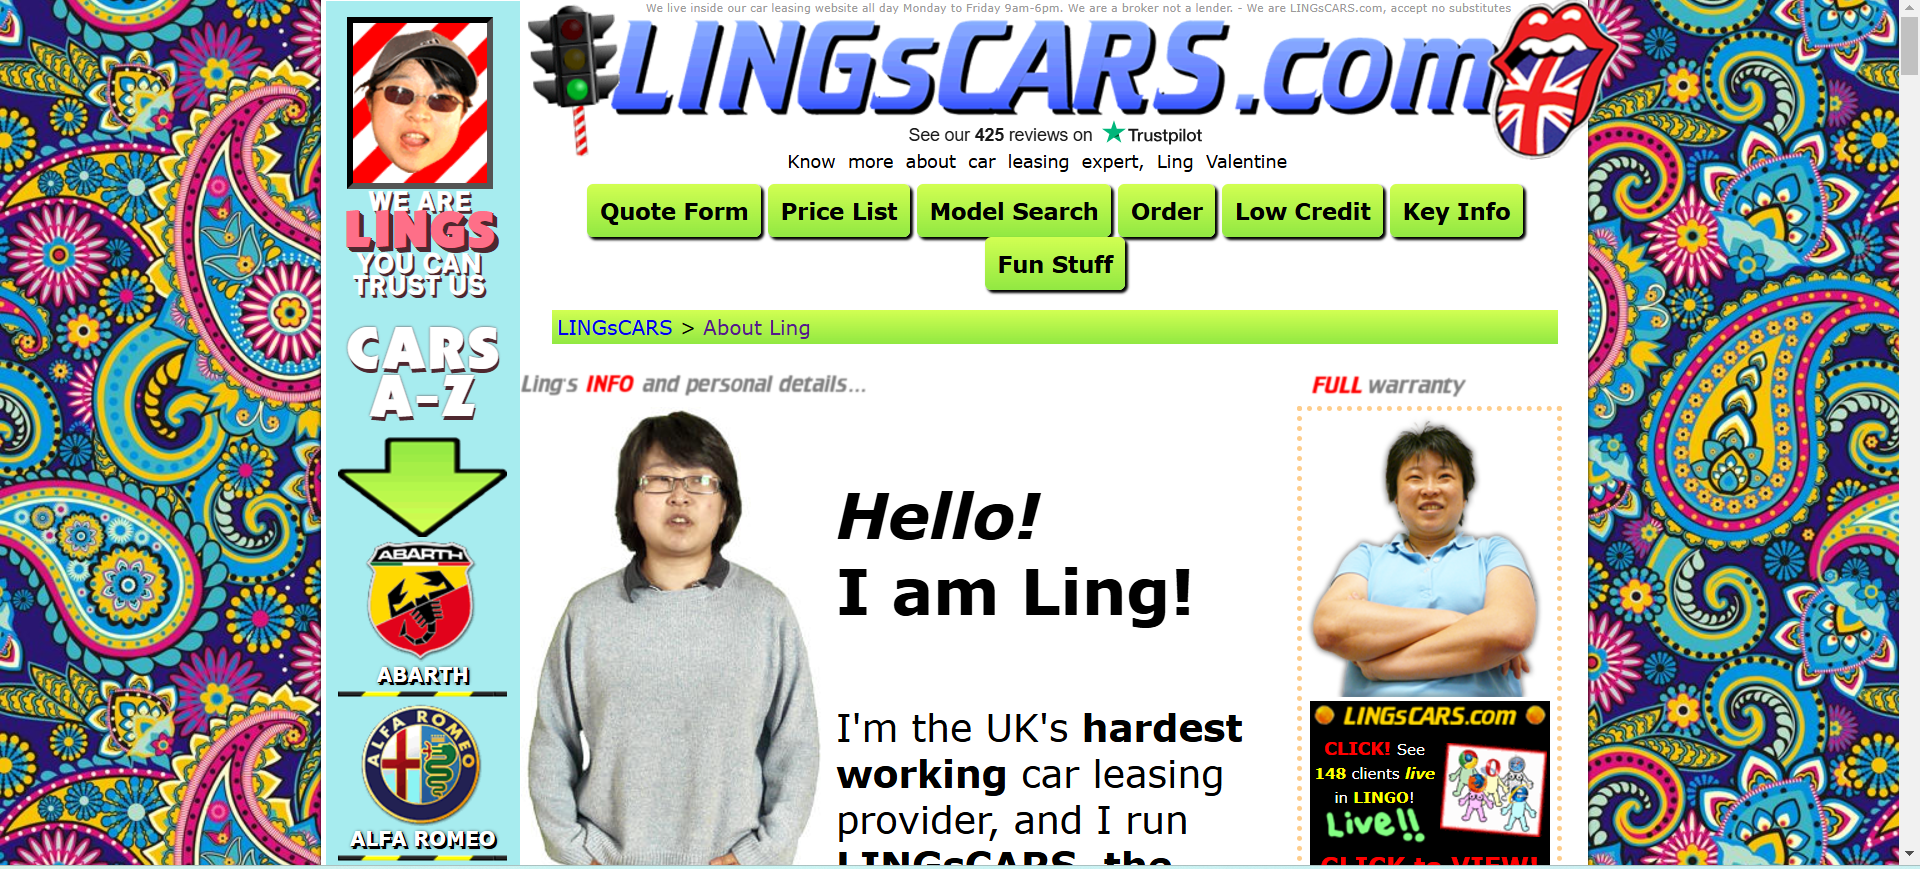 We live inside our car leasing website all day Monday to Friday 9am-6pm. We are a broker not a lender. - We are LINGsCARS.com, accept no substitutes
LINGsCARS.com
See our 425 reviews on Trustpilot
Know more about car leasing expert, Ling Valentine
Quote Form
Price List
Model Search
Order
Low Credit
Key Info
Fun Stuff
WE ARE
LINGS
YOU CAN
TRUST US
CARS
A-Z
ABARTH
ABARTH
ALFA ROMEO
ALFA ROMEO
LINGsCARS > About Ling
Ling's INFO and personal details...
Hello!
I am Ling!
I'm the UK's hardest
working car leasing
provider, and I run
LINGsCARS, the
FULL warranty
LINGsCARS.com
CLICK! See
148 clients live
in LINGO!
Live!!
CLICK to VIEW!